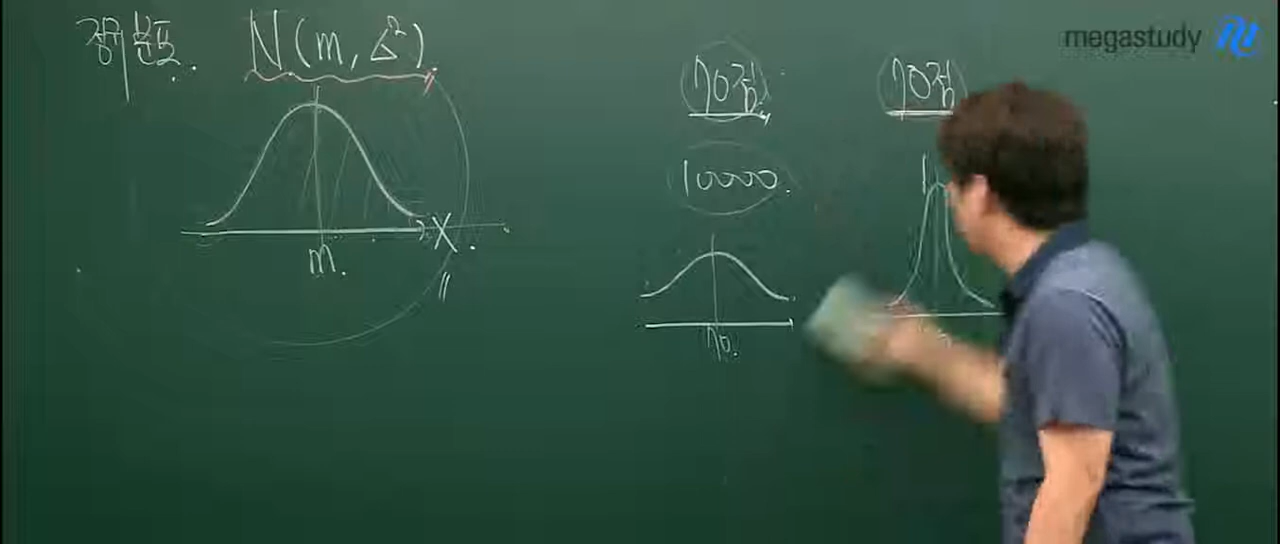 정규분포. N(m, σ²).
m.
X.
70점.
10000.
70.
70점
megastudy